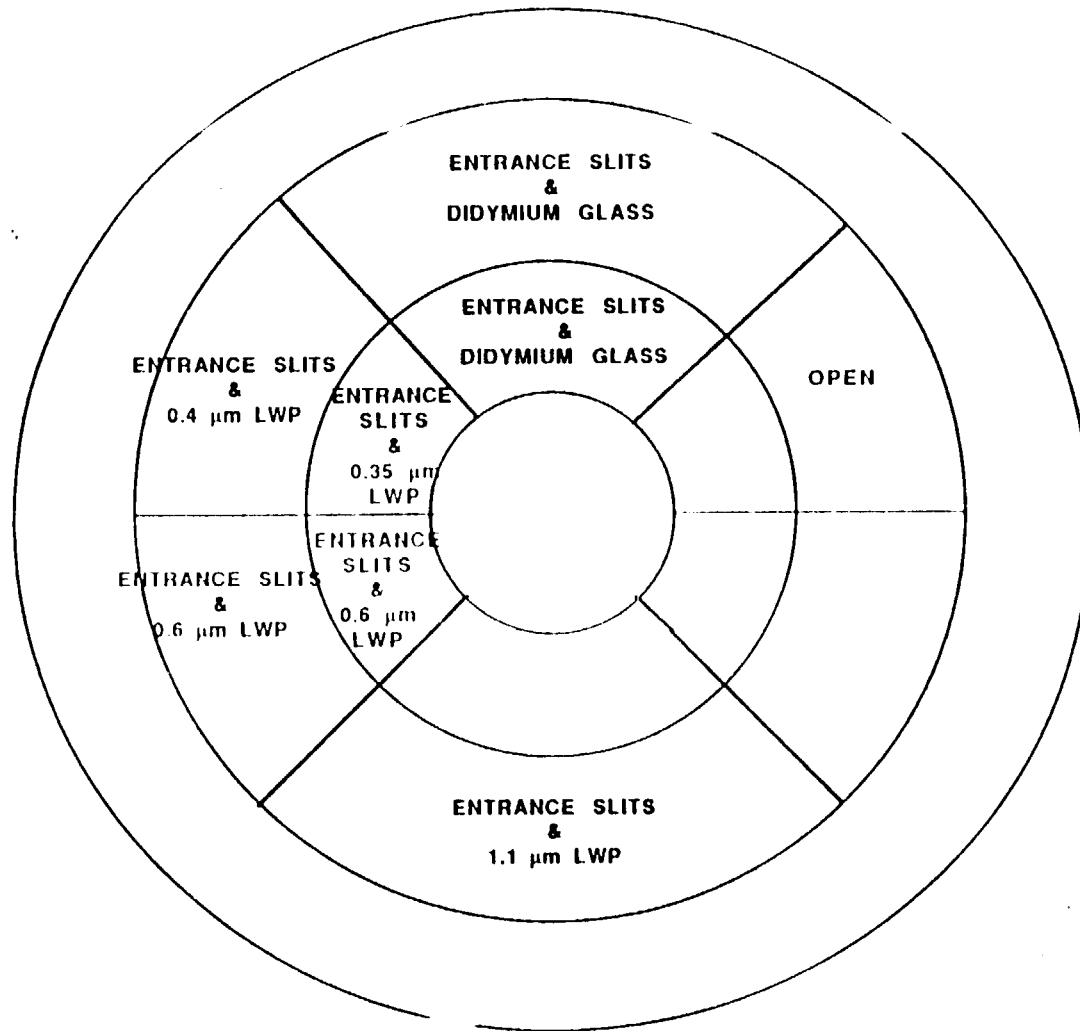 ENTRANCE SLITS
&
DIDYMIUM GLASS
ENTRANCE SLITS
&
DIDYMIUM GLASS
ENTRANCE SLITS
&
0.4 µm LWP
ENTRANCE
SLITS
&
0.35 µm
LWP
OPEN
ENTRANCE SLITS
&
0.6 µm LWP
ENTRANCE
SLITS
&
0.6 µm
LWP
ENTRANCE SLITS
&
1.1 µm LWP